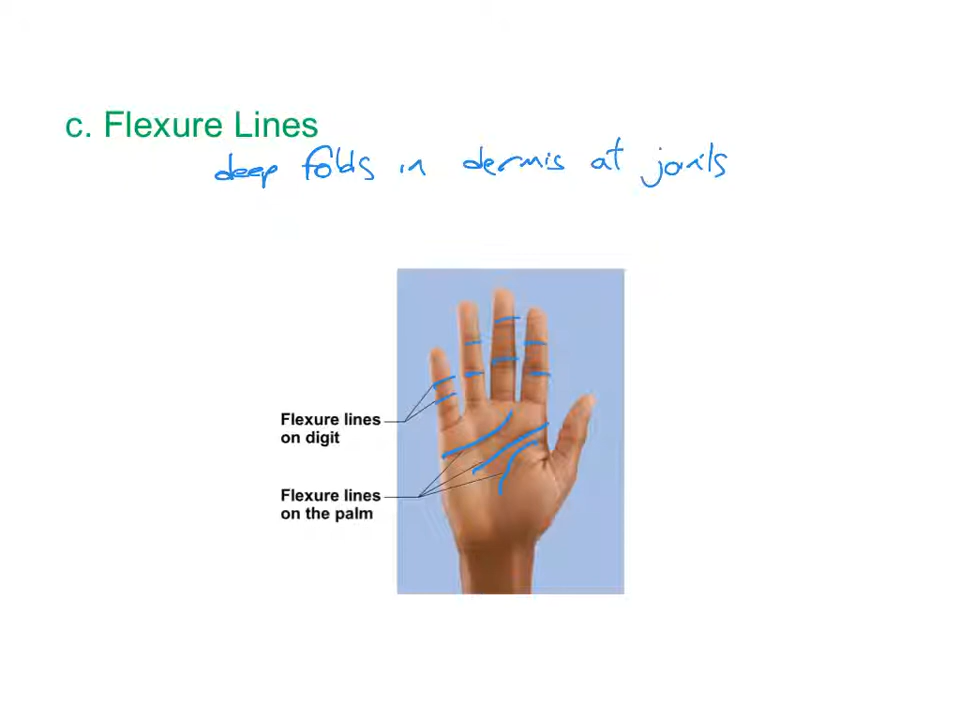 c. Flexure Lines
deep folds in dermis at joints
Flexure lines
on digit
Flexure lines
on the palm